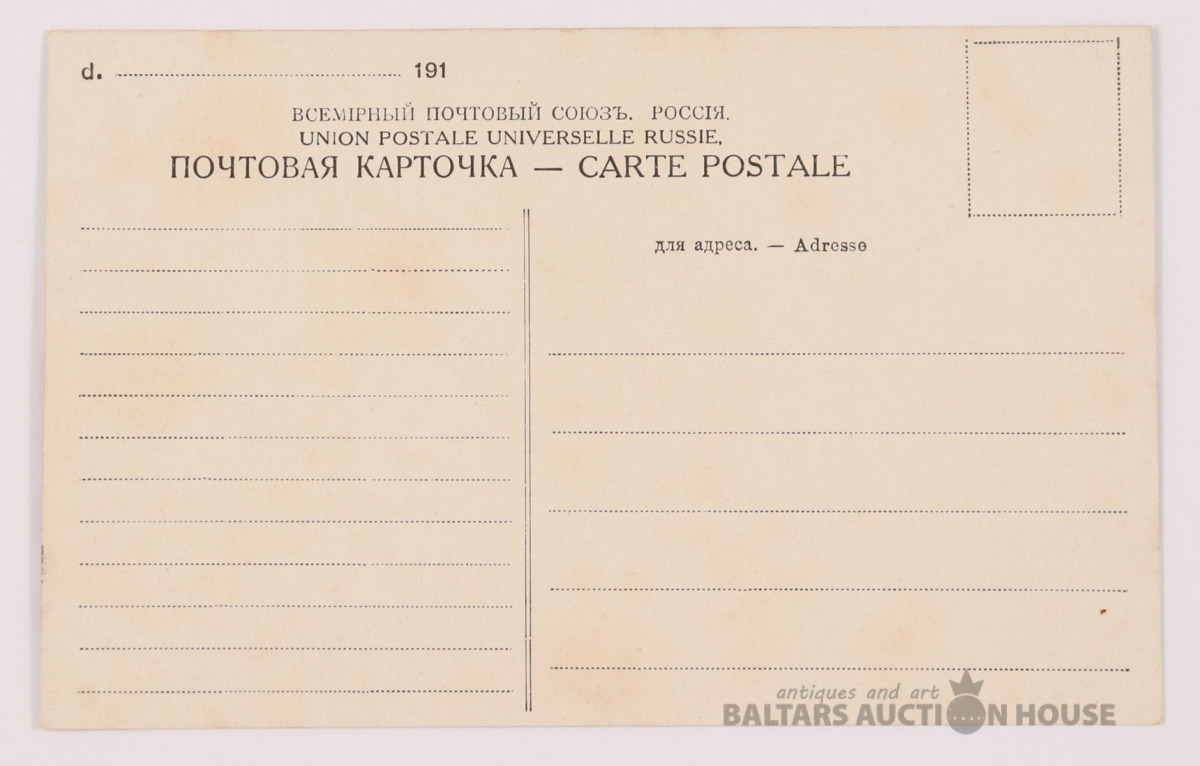 d. ........................ 191
ВСЕМІРНЫЙ ПОЧТОВЫЙ СОЮЗЪ. РОССІЯ.
UNION POSTALE UNIVERSELLE RUSSIE,
ПОЧТОВАЯ КАРТОЧКА — CARTE POSTALE
для адреса. — Adresse
antiques and art
BALTARS AUCTION HOUSE